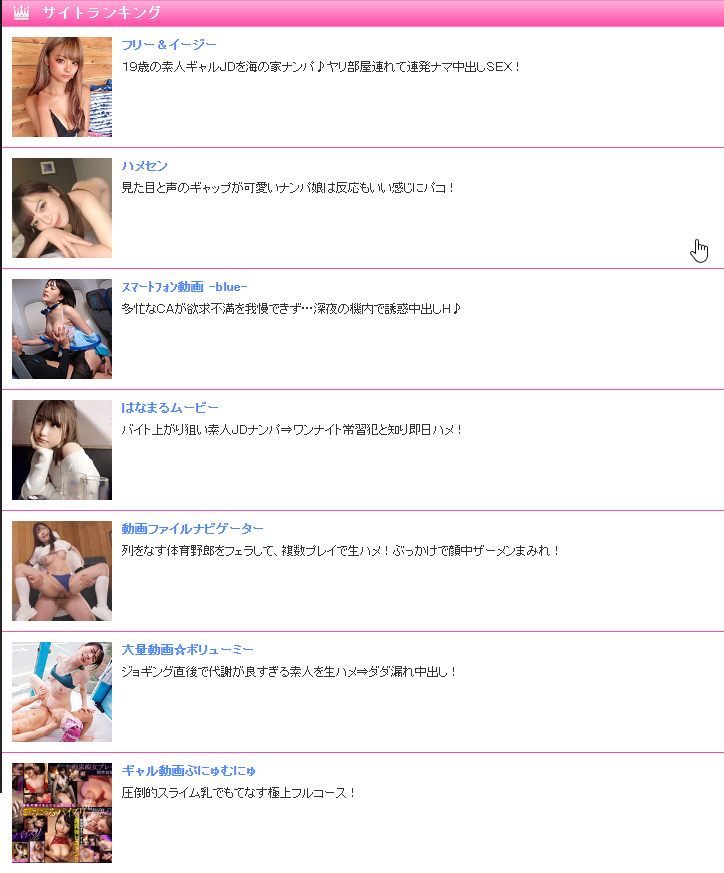 サイトランキング
フリー＆イージー
19歳の素人ギャルJDを海の家ナンパ♪ヤリ部屋連れて連発ナマ中出しSEX！
ハメセン
見た目と声のギャップが可愛いナンパ娘は反応もいい感じにパコ！
ｽﾏｰﾄﾌｫﾝ動画 -blue-
多忙なCAが欲求不満を我慢できず…深夜の機内で誘惑中出しH♪
はなまるムービー
バイト上がり狙い素人JDナンパ⇒ワンナイト常習犯と知り即日ハメ！
動画ファイルナビゲーター
列をなす体育野郎をフェラして、複数プレイで生ハメ！ぶっかけで顔中ザーメンまみれ！
大量動画☆ボリューミー
ジョギング直後で代謝が良すぎる素人を生ハメ⇒ダダ漏れ中出し！
ギャル動画ぷにゅむにゅ
圧倒的スライム乳でもてなす極上フルコース！